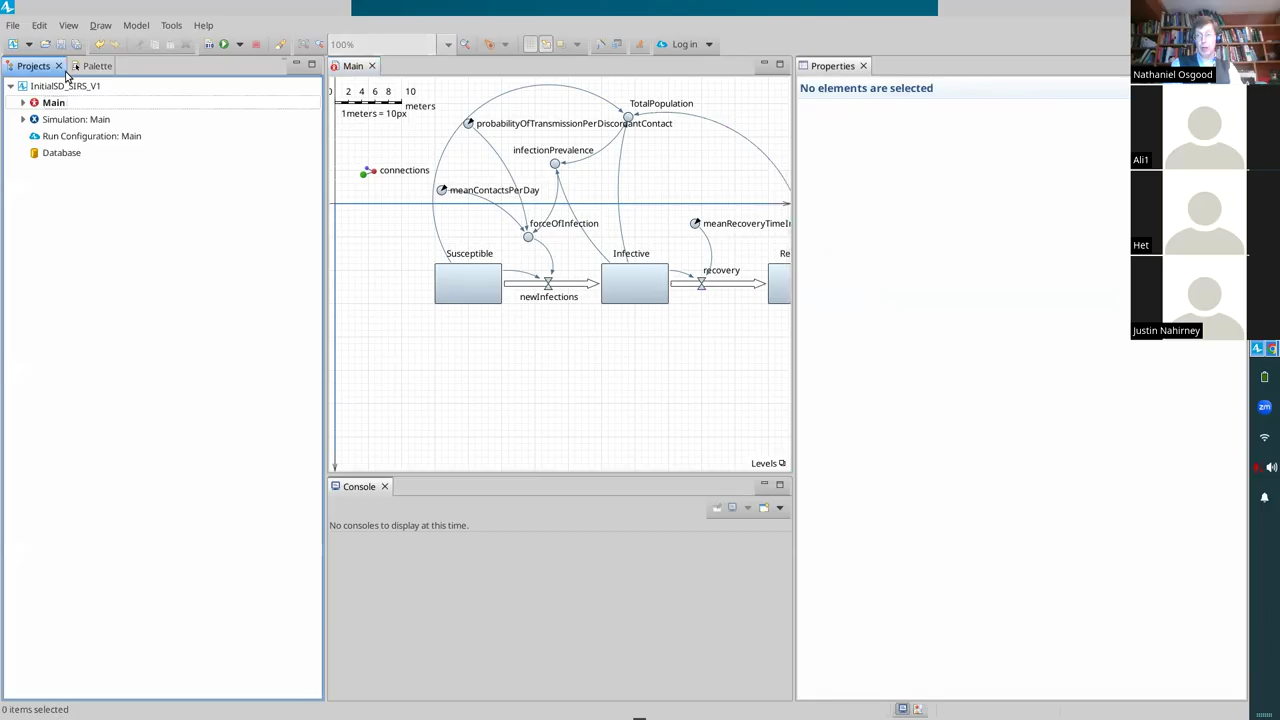 File Edit View Draw Model Tools Help
100%
Log in
Projects
Palette
Main
Properties
InitialSD_SIRS_V1
Main
Simulation: Main
Run Configuration: Main
Database
0 2 4 6 8 10
meters
1meters = 10px
TotalPopulation
probabilityOfTransmissionPerDiscordantContact
infectionPrevalence
connections
meanContactsPerDay
forceOfInfection
meanRecoveryTimeI
Susceptible
Infective
Re
recovery
newInfections
Levels
Console
No consoles to display at this time.
No elements are selected
Nathaniel Osgood
Ali1
Het
Justin Nahirney
zm
0 items selected